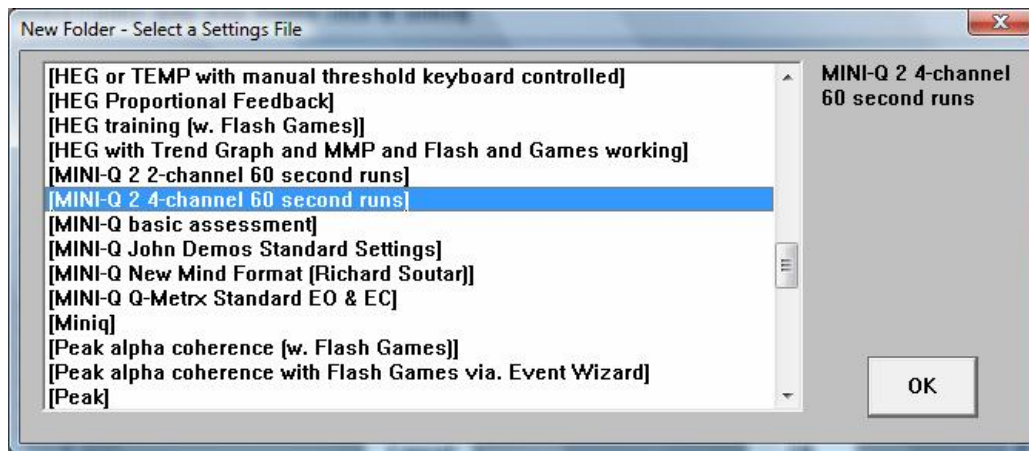 New Folder - Select a Settings File
[HEG or TEMP with manual threshold keyboard controlled]
[HEG Proportional Feedback]
[HEG training (w. Flash Games)]
[HEG with Trend Graph and MMP and Flash and Games working]
[MINI-Q 2 2-channel 60 second runs]
[MINI-Q 2 4-channel 60 second runs]
[MINI-Q basic assessment]
[MINI-Q John Demos Standard Settings]
[MINI-Q New Mind Format (Richard Soutar)]
[MINI-Q Q-Metrx Standard EO & EC]
[Miniq]
[Peak alpha coherence (w. Flash Games)]
[Peak alpha coherence with Flash Games via. Event Wizard]
[Peak]
MINI-Q 2 4-channel
60 second runs
OK